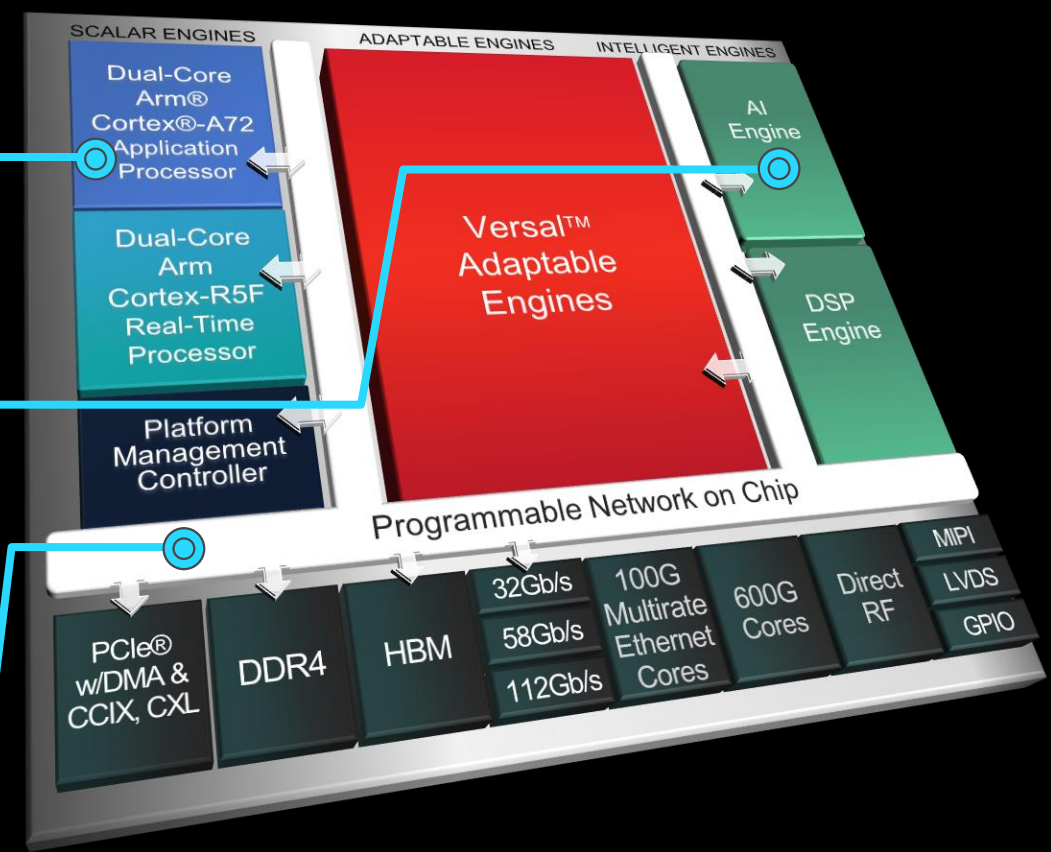 SCALAR ENGINES
ADAPTABLE ENGINES
INTELLIGENT ENGINES
Dual-Core
Arm®
Cortex®-A72
Application
Processor
Dual-Core
Arm
Cortex-R5F
Real-Time
Processor
Platform
Management
Controller
Versal™
Adaptable
Engines
AI
Engine
DSP
Engine
Programmable Network on Chip
PCIe®
w/DMA &
CCIX, CXL
DDR4
HBM
32Gb/s
58Gb/s
112Gb/s
100G
Multirate
Ethernet
Cores
600G
Cores
Direct
RF
MIPI
LVDS
GPIO